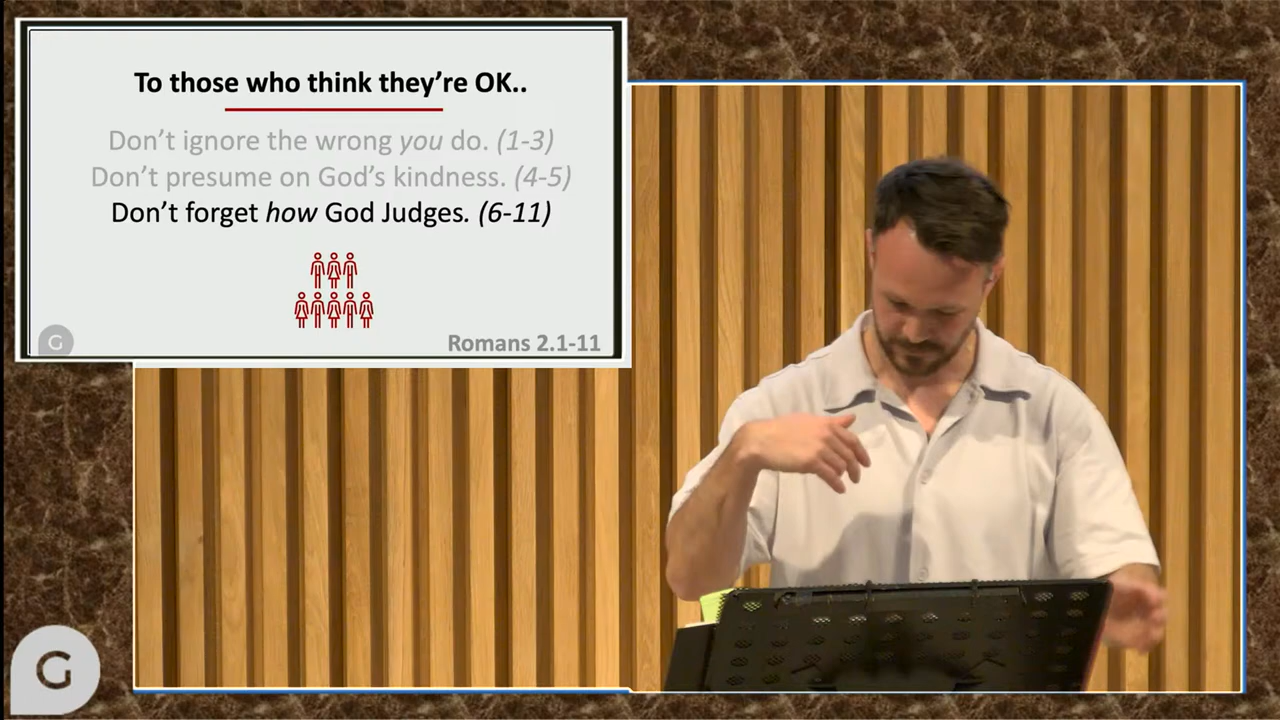 To those who think they're OK..
Don't ignore the wrong you do. (1-3)
Don't presume on God's kindness. (4-5)
Don't forget how God Judges. (6-11)
G
Romans 2.1-11
G